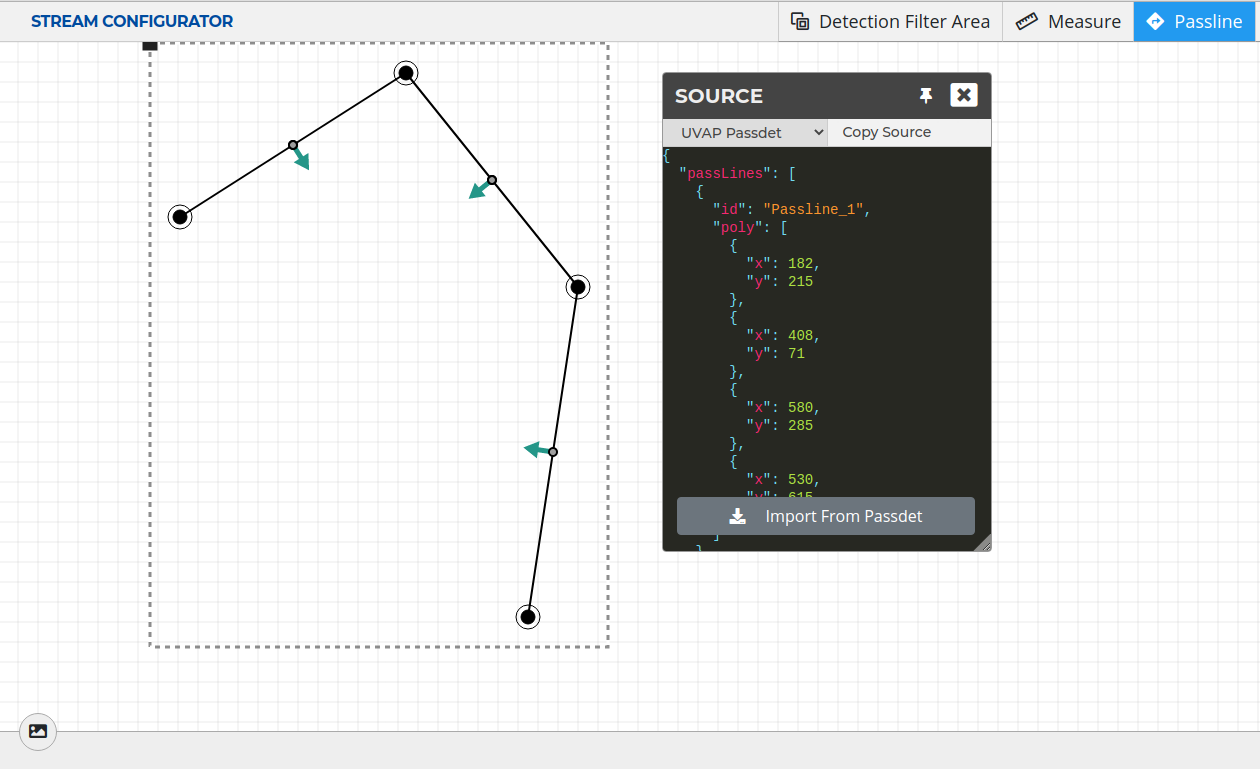 STREAM CONFIGURATOR
Detection Filter Area
Measure
Passline
SOURCE
UVAP Passdet
Copy Source
{
"passLines": [
{
"id": "Passline_1",
"poly": [
{
"x": 182,
"y": 215
},
{
"x": 408,
"y": 71
},
{
"x": 580,
"y": 285
},
{
"x": 530,
"y": 615
Import From Passdet
]
}